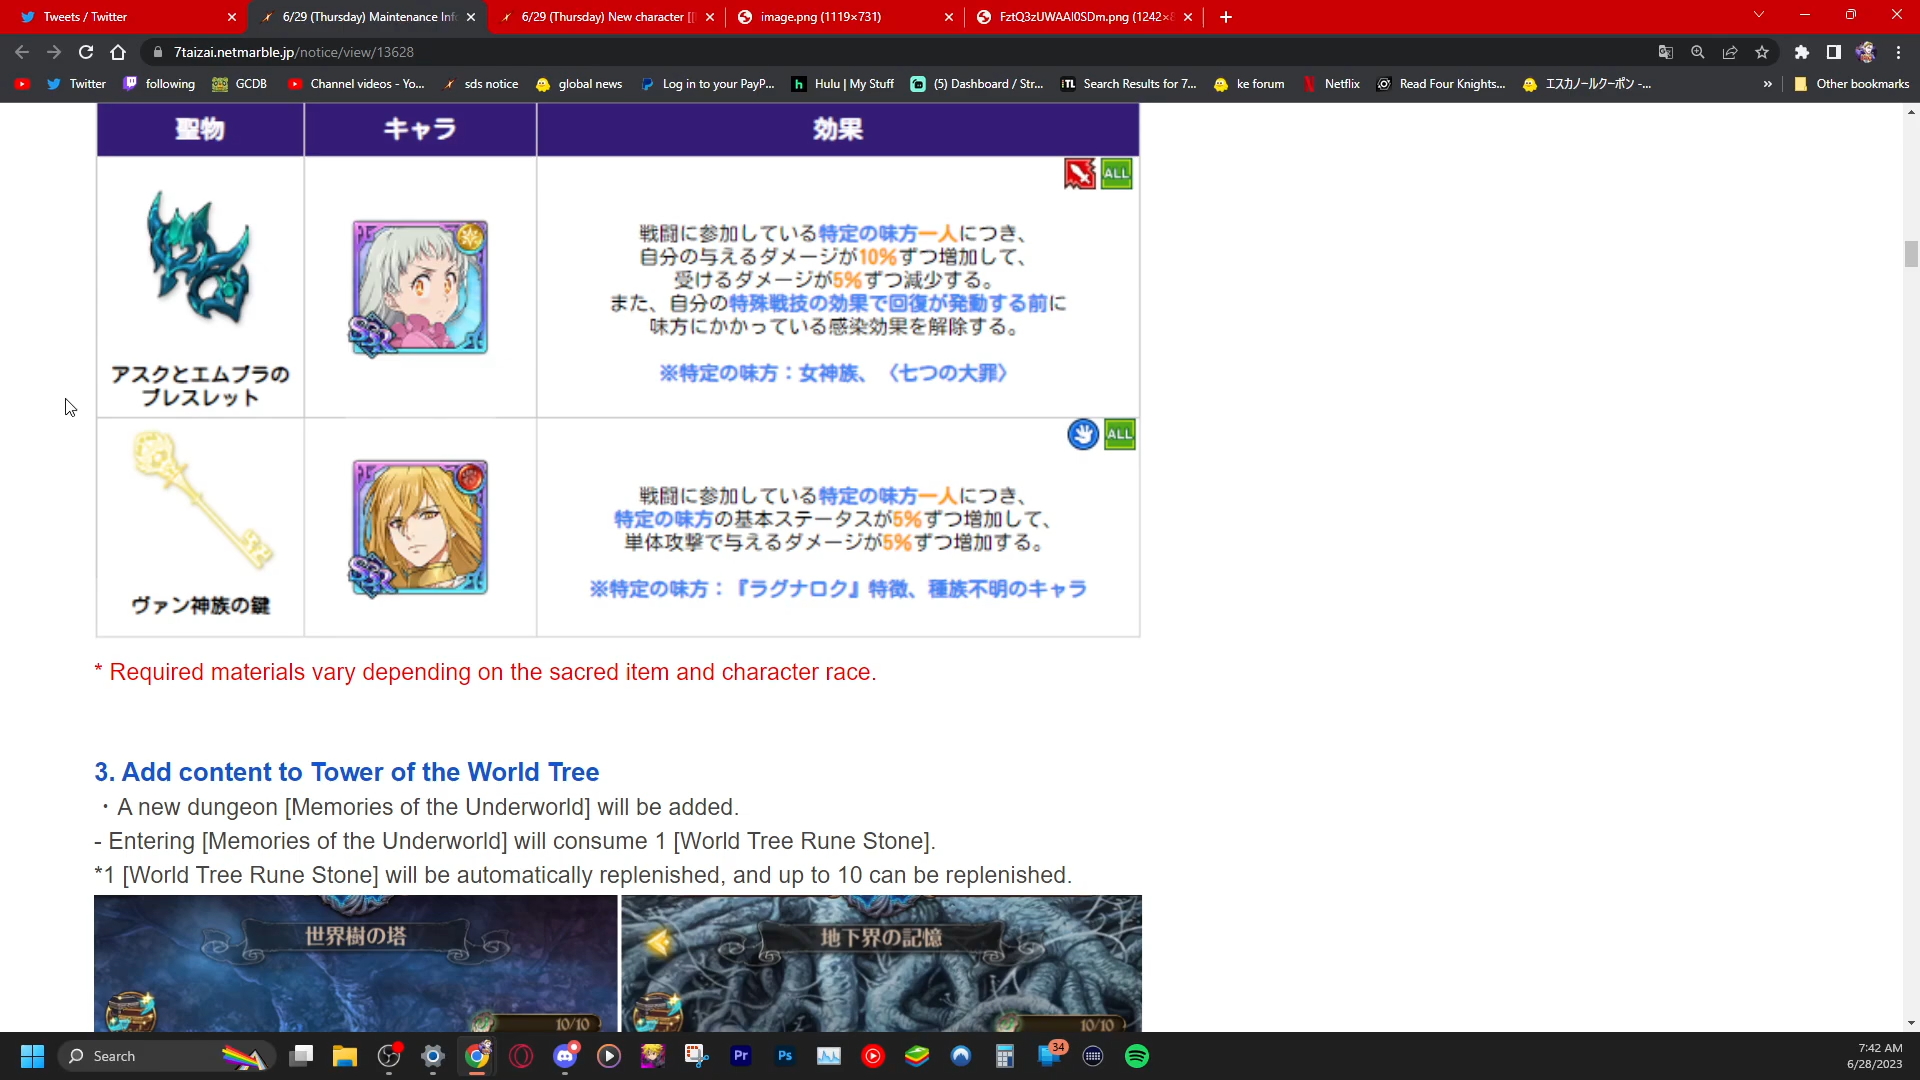 Tweets / Twitter
6/29 (Thursday) Maintenance Inf
6/29 (Thursday) New character [[
image.png (1119×731)
FztQ3zUWAAI0SDm.png (1242×
7taizai.netmarble.jp/notice/view/13628
Twitter
following
GCDB
Channel videos - Yo...
sds notice
global news
Log in to your PayP...
Hulu | My Stuff
(5) Dashboard / Str...
Search Results for 7...
ke forum
Netflix
Read Four Knights...
エスカノールクーポン -...
»
Other bookmarks
聖物
キャラ
効果
ALL
戦闘に参加している特定の味方一人につき、
自分の与えるダメージが10%ずつ増加して、
受けるダメージが5%ずつ減少する。
また、自分の特殊戦技の効果で回復が発動する前に
味方にかかっている感染効果を解除する。
※特定の味方：女神族、〈七つの大罪〉
SSR
アスクとエムブラの
ブレスレット
ALL
戦闘に参加している特定の味方一人につき、
特定の味方の基本ステータスが5%ずつ増加して、
単体攻撃で与えるダメージが5%ずつ増加する。
※特定の味方：『ラグナロク』特徴、種族不明のキャラ
SSR
ヴァン神族の鍵
* Required materials vary depending on the sacred item and character race.
3. Add content to Tower of the World Tree
・A new dungeon [Memories of the Underworld] will be added.
- Entering [Memories of the Underworld] will consume 1 [World Tree Rune Stone].
*1 [World Tree Rune Stone] will be automatically replenished, and up to 10 can be replenished.
世界樹の塔
10/10
地下界の記憶
10/10
Search
Pr
Ps
34
7:42 AM
6/28/2023